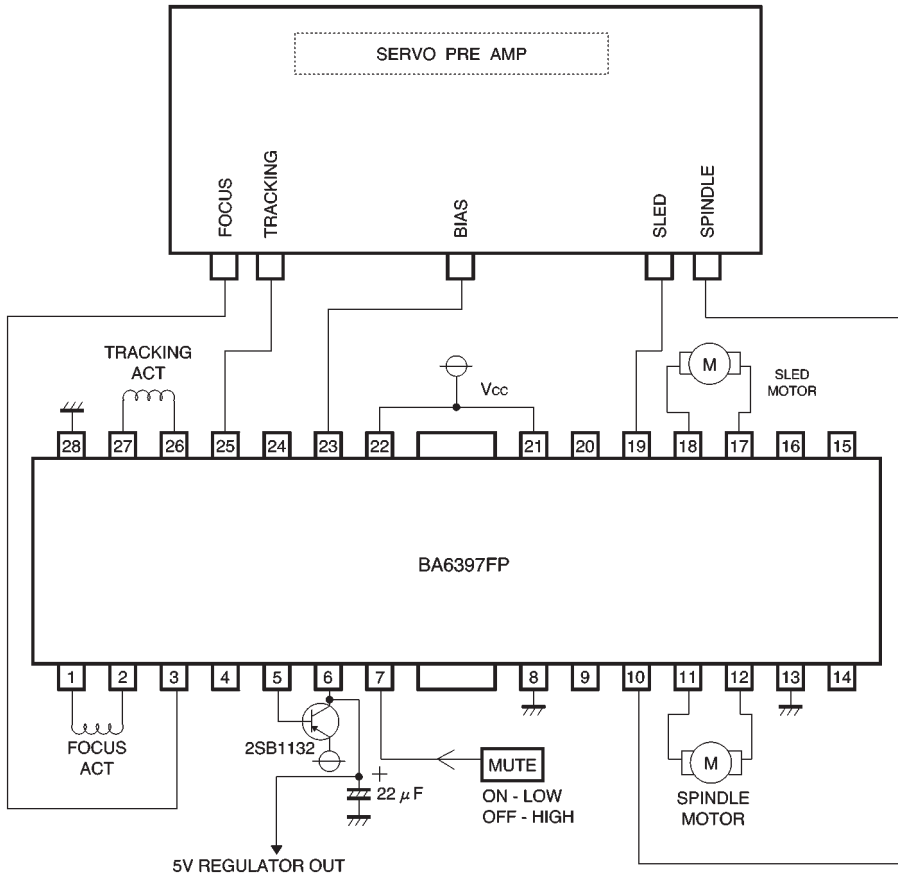 SERVO PRE AMP
FOCUS
TRACKING
BIAS
SLED
SPINDLE
TRACKING
ACT
Vcc
M
SLED
MOTOR
28 27 26 25 24 23 22 21 20 19 18 17 16 15
BA6397FP
1 2 3 4 5 6 7 8 9 10 11 12 13 14
FOCUS
ACT
2SB1132
+
22 μF
MUTE
ON - LOW
OFF - HIGH
M
SPINDLE
MOTOR
5V REGULATOR OUT